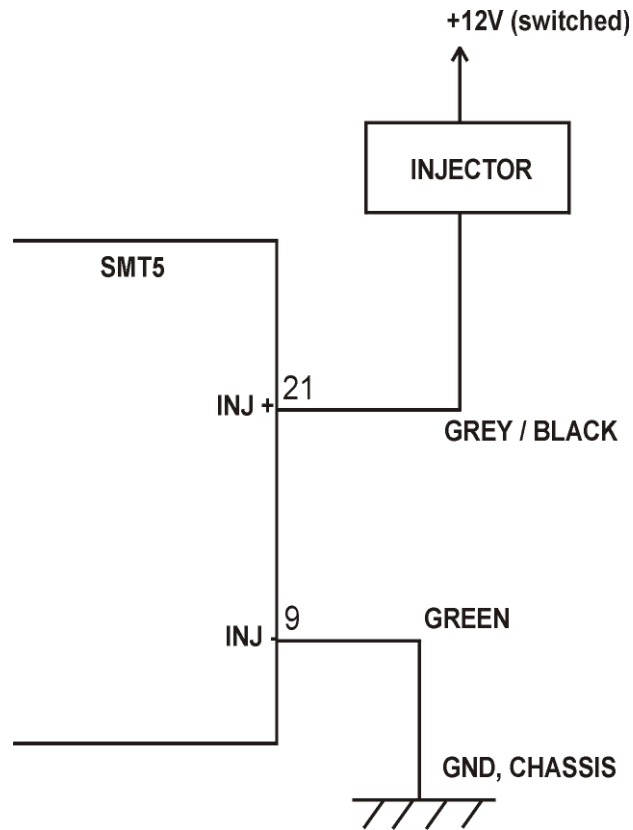 +12V (switched)
INJECTOR
SMT5
21
INJ +
GREY / BLACK
9
GREEN
INJ -
GND, CHASSIS